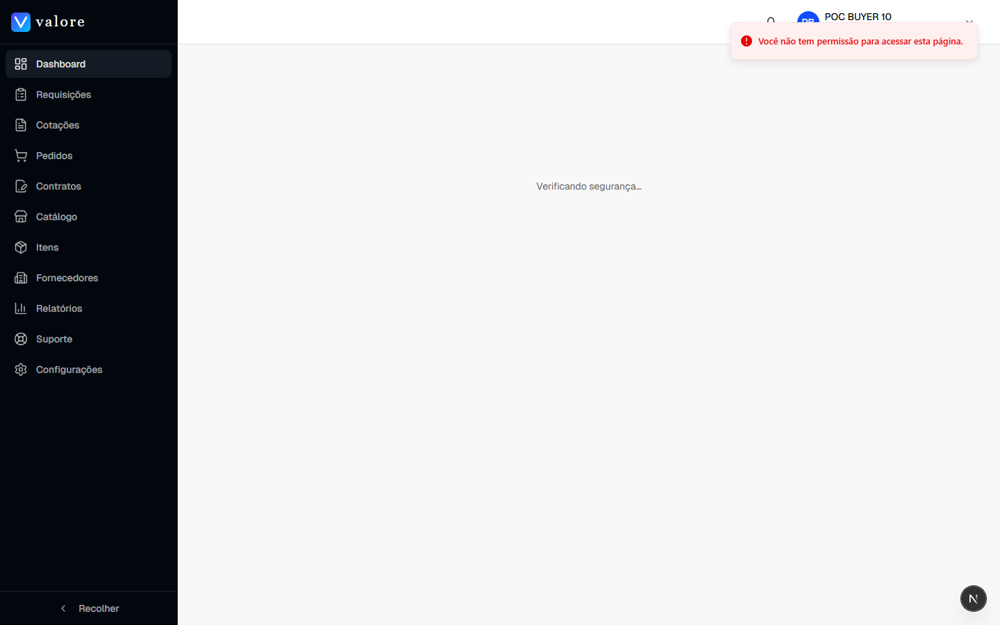 valore
Dashboard
Requisições
Cotações
Pedidos
Contratos
Catálogo
Itens
Fornecedores
Relatórios
Suporte
Configurações
Recolher
POC BUYER 10
Você não tem permissão para acessar esta página.
Verificando segurança...